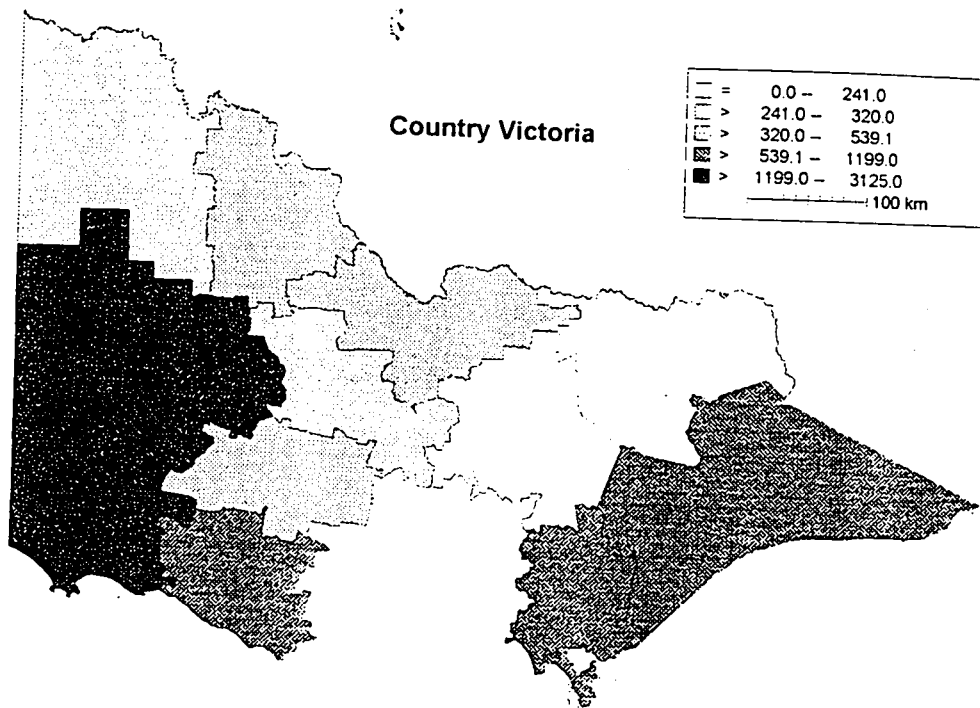 Country Victoria
= 0.0 – 241.0
> 241.0 – 320.0
> 320.0 – 539.1
> 539.1 – 1199.0
> 1199.0 – 3125.0
100 km